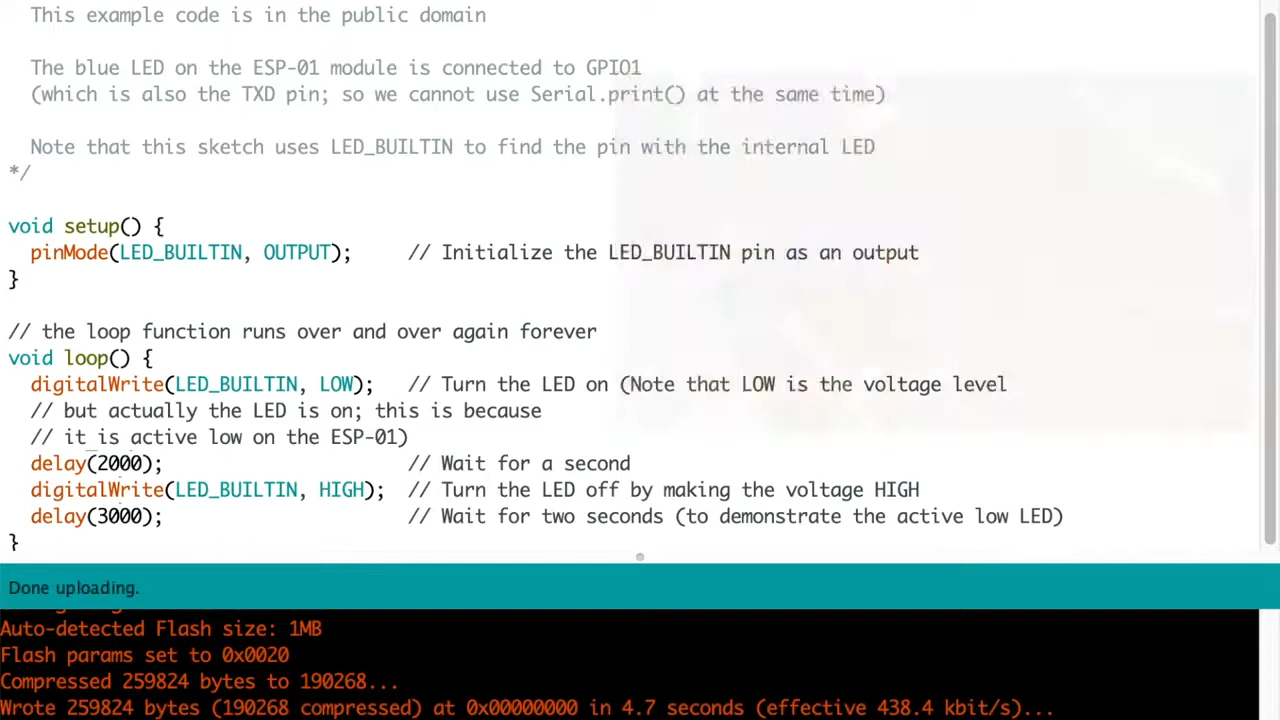 This example code is in the public domain
The blue LED on the ESP-01 module is connected to GPIO1
(which is also the TXD pin; so we cannot use Serial.print() at the same time)
Note that this sketch uses LED_BUILTIN to find the pin with the internal LED
*/
void setup() {
pinMode(LED_BUILTIN, OUTPUT);     // Initialize the LED_BUILTIN pin as an output
}
// the loop function runs over and over again forever
void loop() {
digitalWrite(LED_BUILTIN, LOW);   // Turn the LED on (Note that LOW is the voltage level
// but actually the LED is on; this is because
// it is active low on the ESP-01)
delay(2000);                      // Wait for a second
digitalWrite(LED_BUILTIN, HIGH);  // Turn the LED off by making the voltage HIGH
delay(3000);                      // Wait for two seconds (to demonstrate the active low LED)
}
Done uploading.
Auto-detected Flash size: 1MB
Flash params set to 0x0020
Compressed 259824 bytes to 190268...
Wrote 259824 bytes (190268 compressed) at 0x00000000 in 4.7 seconds (effective 438.4 kbit/s)...